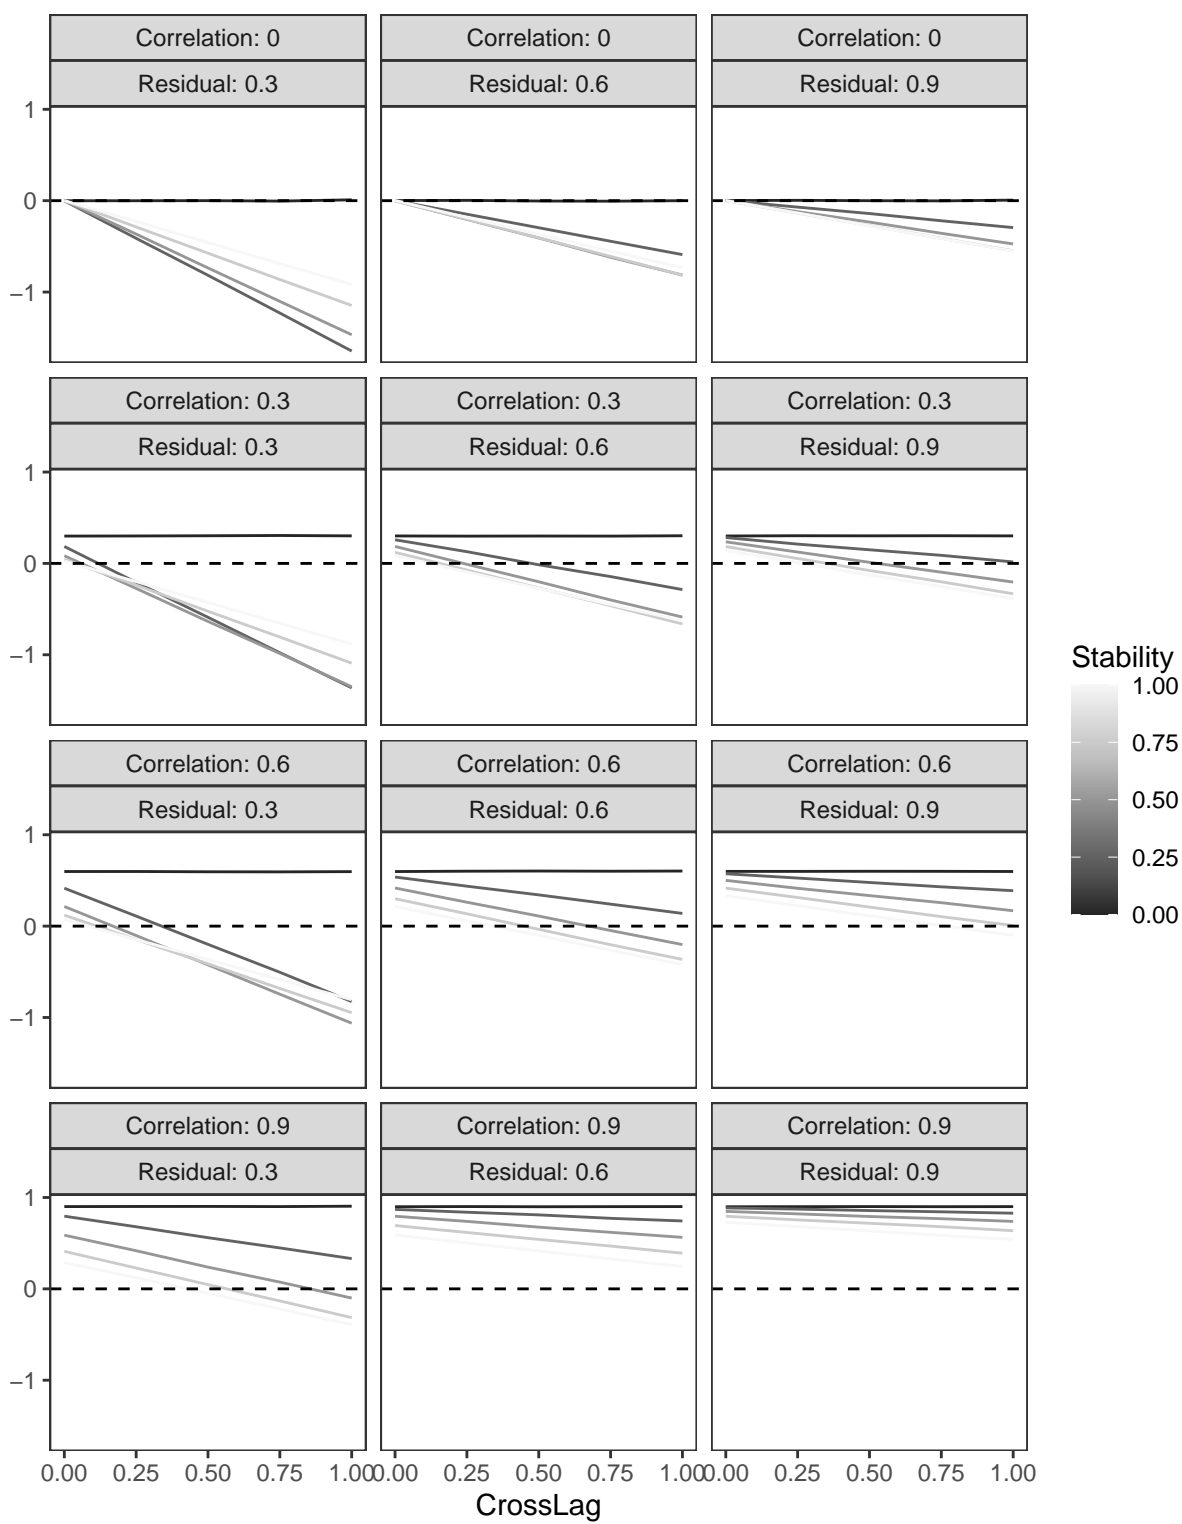 Correlation: 0
Correlation: 0
Correlation: 0
Residual: 0.3
Residual: 0.6
Residual: 0.9
1
0
−1
Correlation: 0.3
Correlation: 0.3
Correlation: 0.3
Residual: 0.3
Residual: 0.6
Residual: 0.9
1
0
−1
Correlation: 0.6
Correlation: 0.6
Correlation: 0.6
Residual: 0.3
Residual: 0.6
Residual: 0.9
1
0
−1
Correlation: 0.9
Correlation: 0.9
Correlation: 0.9
Residual: 0.3
Residual: 0.6
Residual: 0.9
1
0
−1
0.00 0.25 0.50 0.75 1.00
0.00 0.25 0.50 0.75 1.00
0.00 0.25 0.50 0.75 1.00
CrossLag
Stability
1.00
0.75
0.50
0.25
0.00